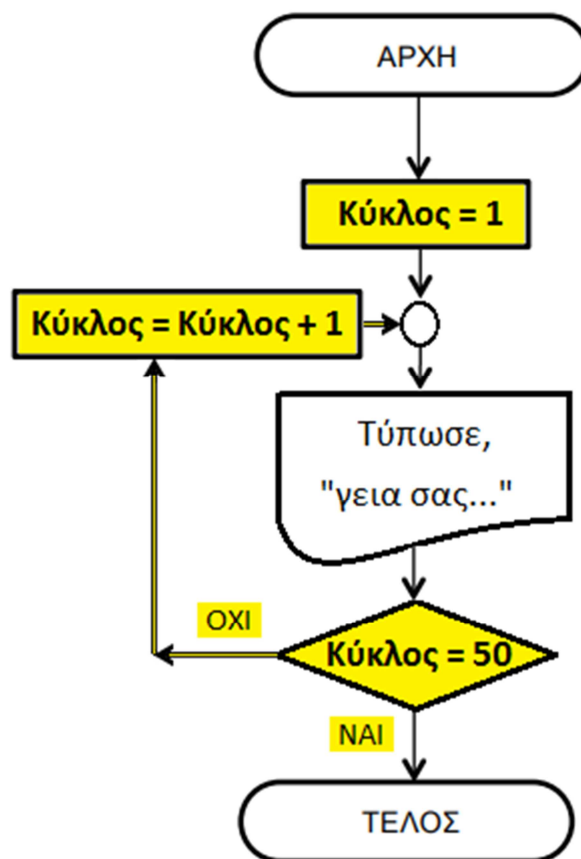 ΑΡΧΗ
Κύκλος = 1
Κύκλος = Κύκλος + 1
Τύπωσε,
"γεια σας..."
ΟΧΙ
Κύκλος = 50
ΝΑΙ
ΤΕΛΟΣ